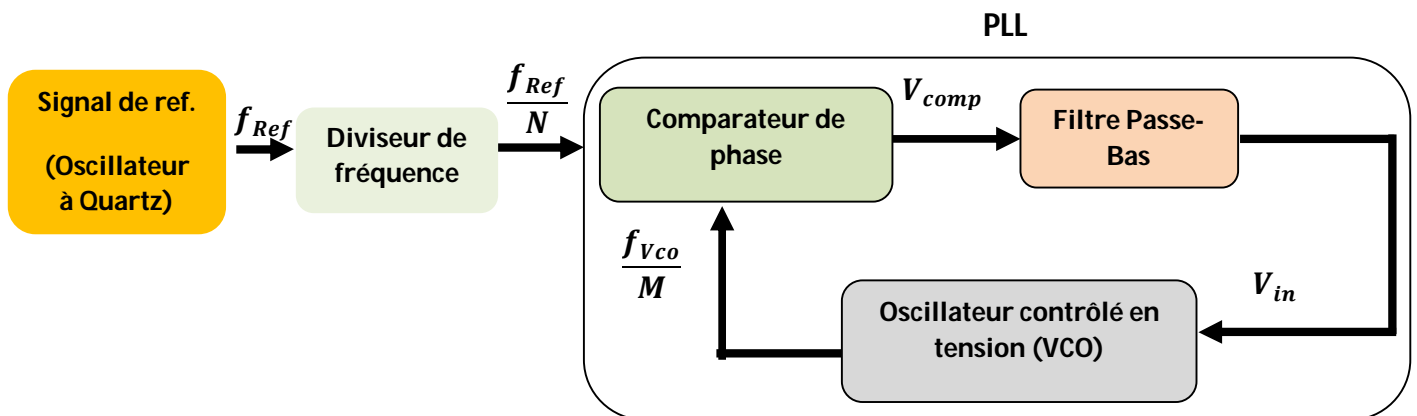 PLL
Signal de ref.
(Oscillateur
à Quartz)
f_Ref
Diviseur de
fréquence
f_Ref
N
Comparateur de
phase
V_comp
Filtre Passe-
Bas
f_Vco
M
Oscillateur contrôlé en
tension (VCO)
V_in